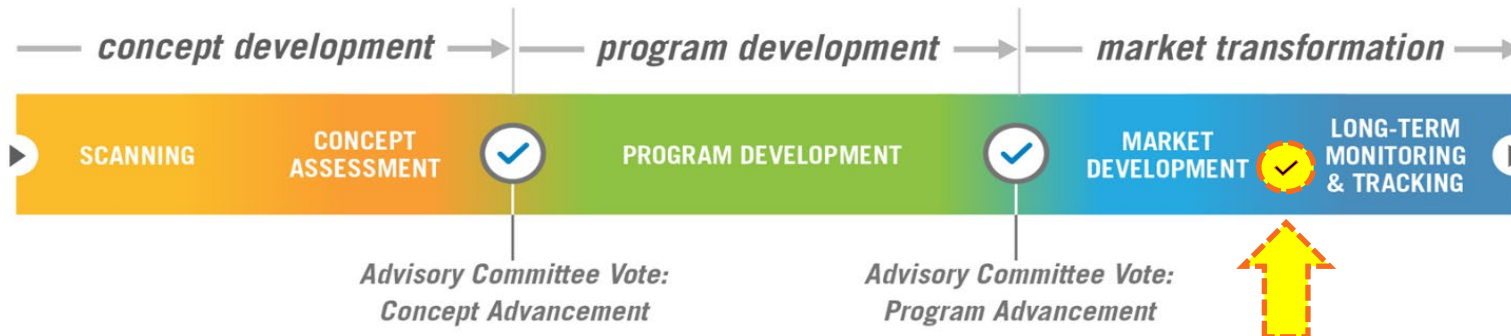 concept development
program development
market transformation
SCANNING
CONCEPT
ASSESSMENT
PROGRAM DEVELOPMENT
MARKET
DEVELOPMENT
LONG-TERM
MONITORING
& TRACKING
Advisory Committee Vote:
Concept Advancement
Advisory Committee Vote:
Program Advancement